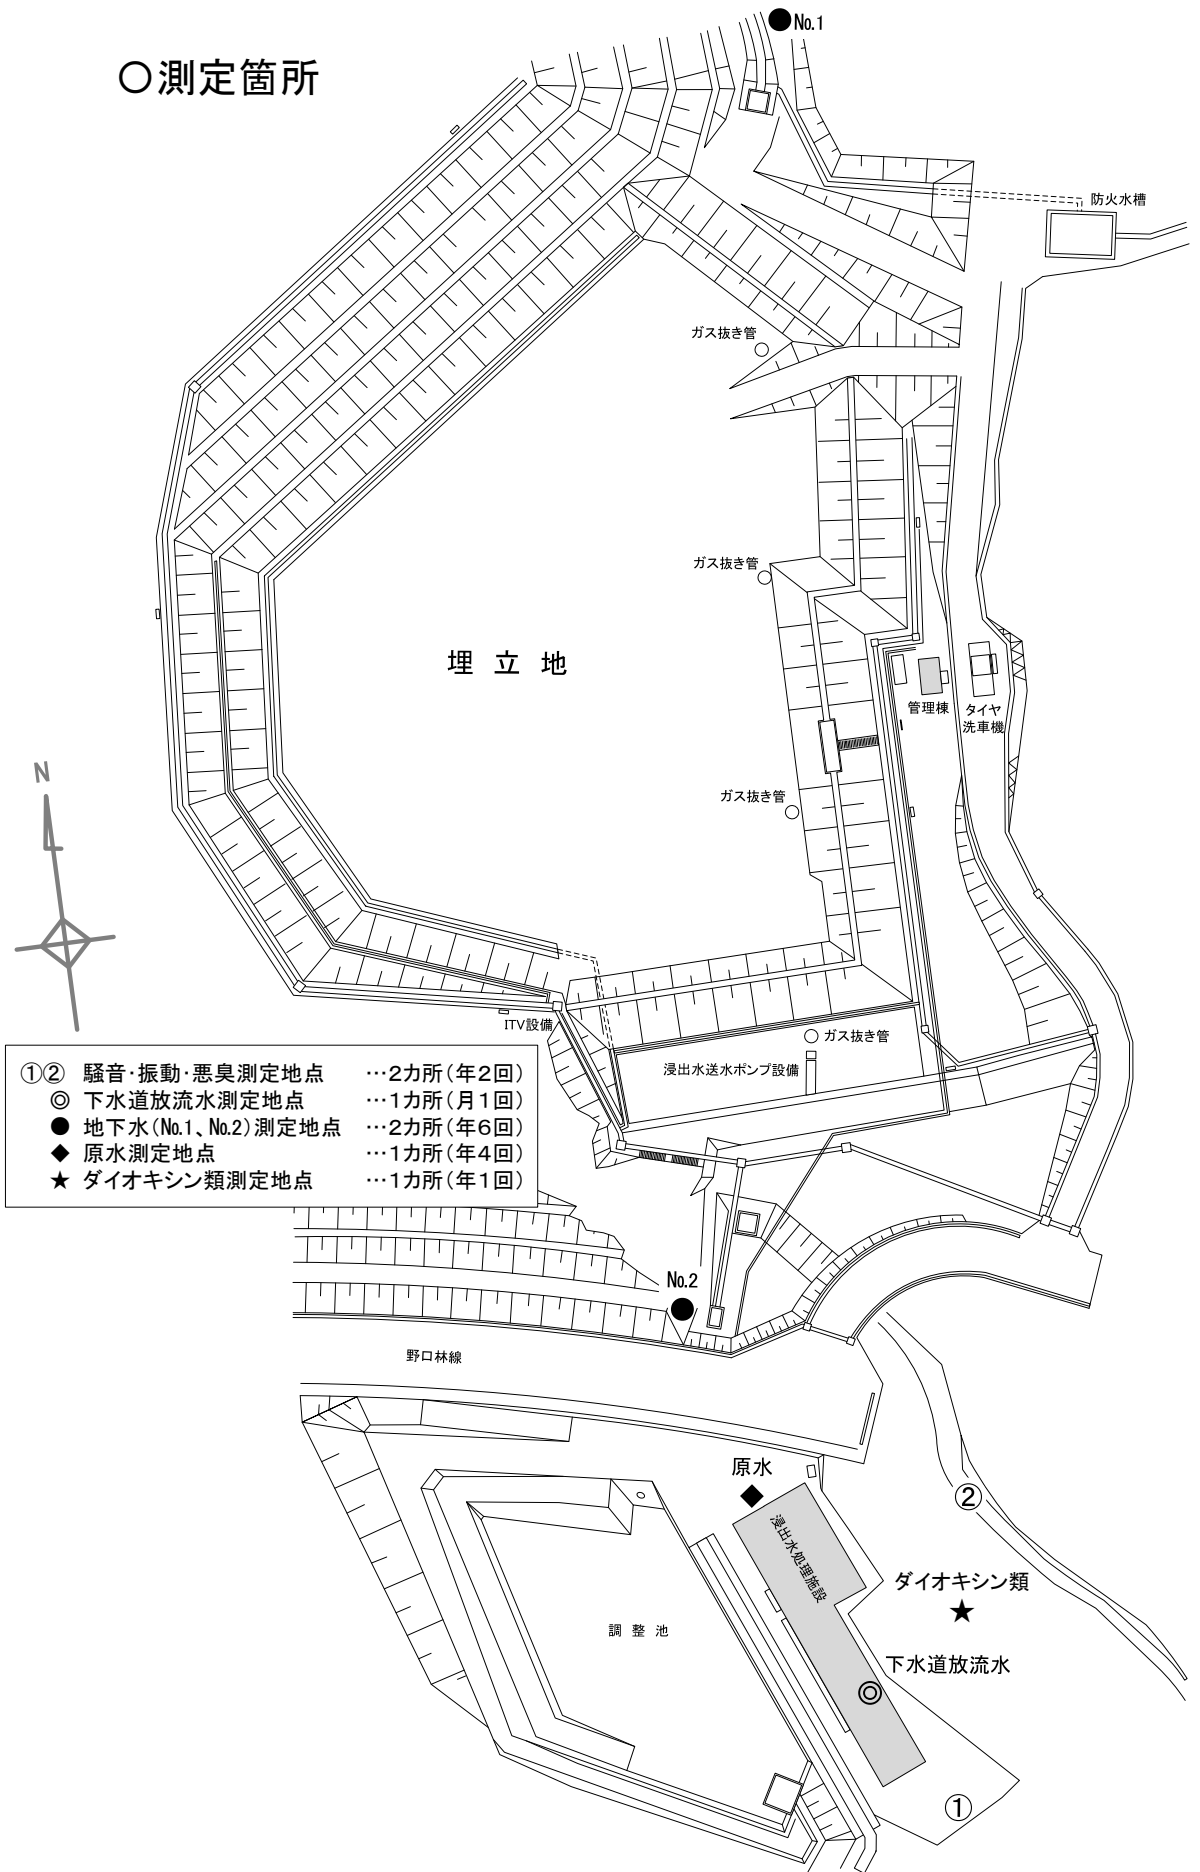 No.1
○測定箇所
防火水槽
ガス抜き管
ガス抜き管
埋 立 地
管理棟
タイヤ
洗車機
N
ガス抜き管
ITV設備
ガス抜き管
浸出水送水ポンプ設備
①② 騒音・振動・悪臭測定地点 …2カ所(年2回)
◎ 下水道放流水測定地点 …1カ所(月1回)
● 地下水(No.1、No.2)測定地点 …2カ所(年6回)
◆ 原水測定地点 …1カ所(年4回)
★ ダイオキシン類測定地点 …1カ所(年1回)
No.2
野口林線
原水
②
浸出水処理施設
ダイオキシン類
調 整 池
下水道放流水
①